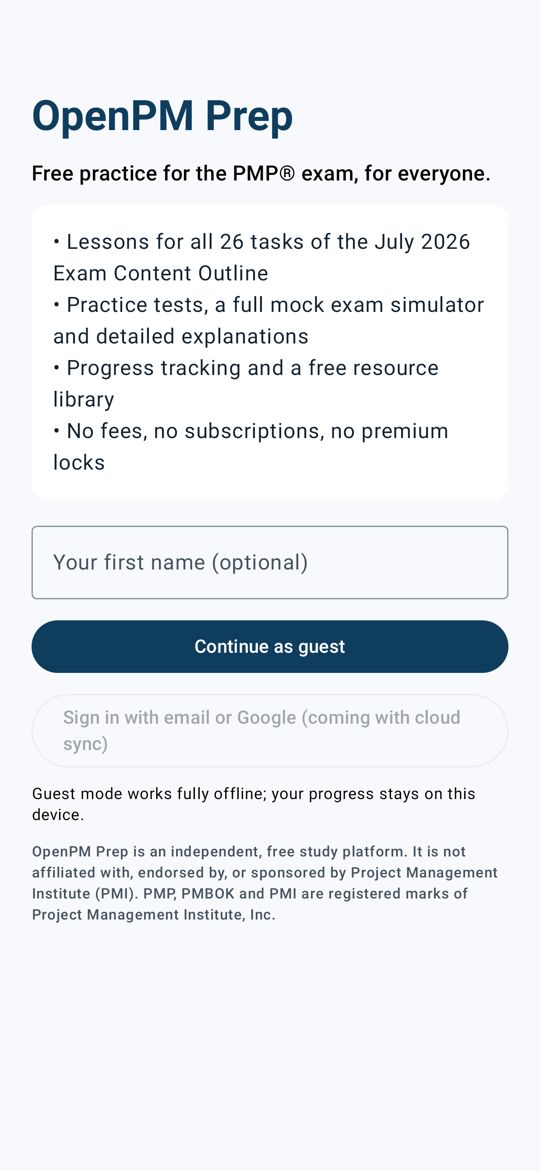 OpenPM Prep
Free practice for the PMP® exam, for everyone.
• Lessons for all 26 tasks of the July 2026
Exam Content Outline
• Practice tests, a full mock exam simulator
and detailed explanations
• Progress tracking and a free resource
library
• No fees, no subscriptions, no premium
locks
Your first name (optional)
Continue as guest
Sign in with email or Google (coming with cloud
sync)
Guest mode works fully offline; your progress stays on this
device.
OpenPM Prep is an independent, free study platform. It is not
affiliated with, endorsed by, or sponsored by Project Management
Institute (PMI). PMP, PMBOK and PMI are registered marks of
Project Management Institute, Inc.